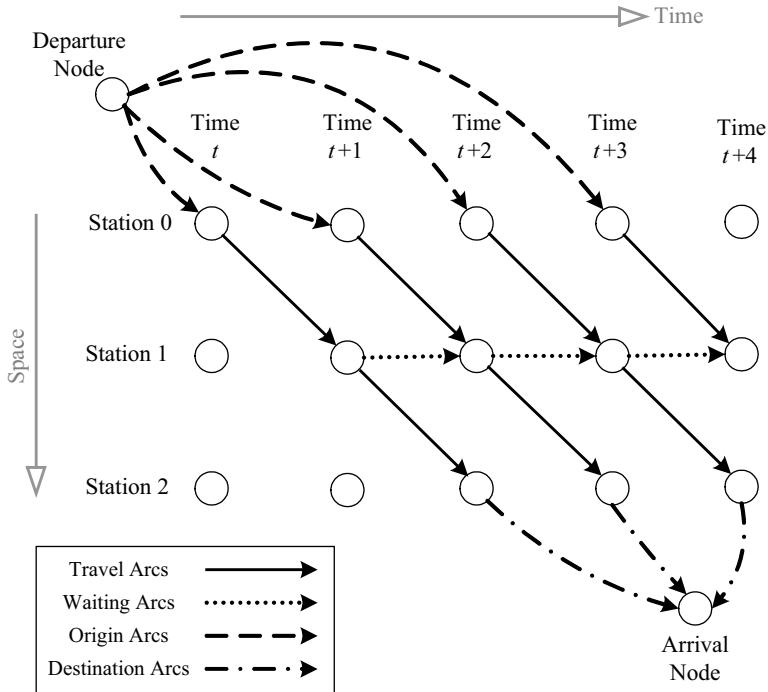 Time
Departure
Node
Time
t
Time
t+1
Time
t+2
Time
t+3
Time
t+4
Station 0
Station 1
Station 2
Space
Travel Arcs
Waiting Arcs
Origin Arcs
Destination Arcs
Arrival
Node